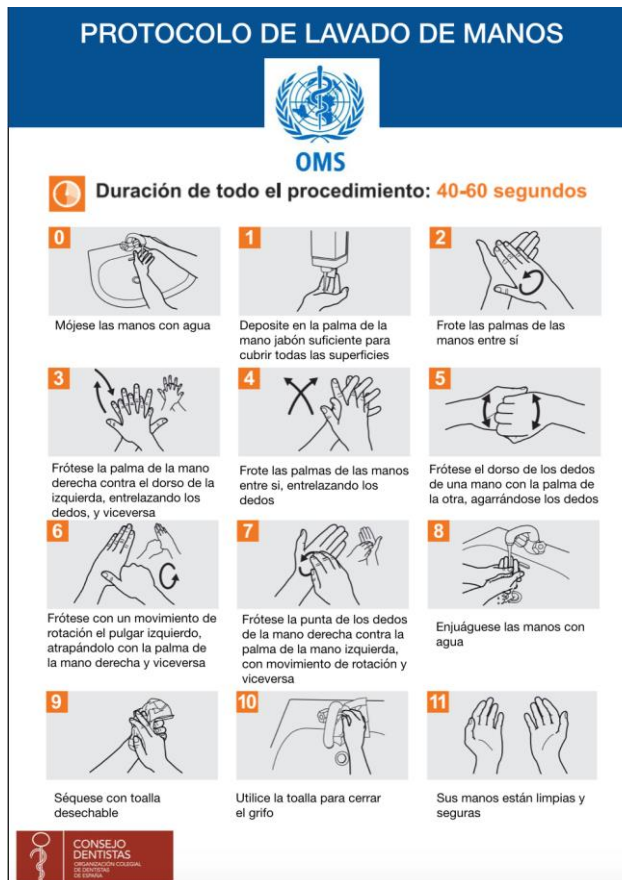 PROTOCOLO DE LAVADO DE MANOS
OMS
Duración de todo el procedimiento: 40-60 segundos
0
Mójese las manos con agua
1
Deposite en la palma de la
mano jabón suficiente para
cubrir todas las superficies
2
Frote las palmas de las
manos entre sí
3
Frótese la palma de la mano
derecha contra el dorso de la
izquierda, entrelazando los
dedos, y viceversa
4
Frote las palmas de las manos
entre si, entrelazando los
dedos
5
Frótese el dorso de los dedos
de una mano con la palma de
la otra, agarrándose los dedos
6
Frótese con un movimiento de
rotación el pulgar izquierdo,
atrapándolo con la palma de
la mano derecha y viceversa
7
Frótese la punta de los dedos
de la mano derecha contra la
palma de la mano izquierda,
con movimiento de rotación y
viceversa
8
Enjuáguese las manos con
agua
9
Séquese con toalla
desechable
10
Utilice la toalla para cerrar
el grifo
11
Sus manos están limpias y
seguras
CONSEJO
DENTISTAS
ORGANIZACIÓN COLEGIAL
DE DENTISTAS
DE ESPAÑA